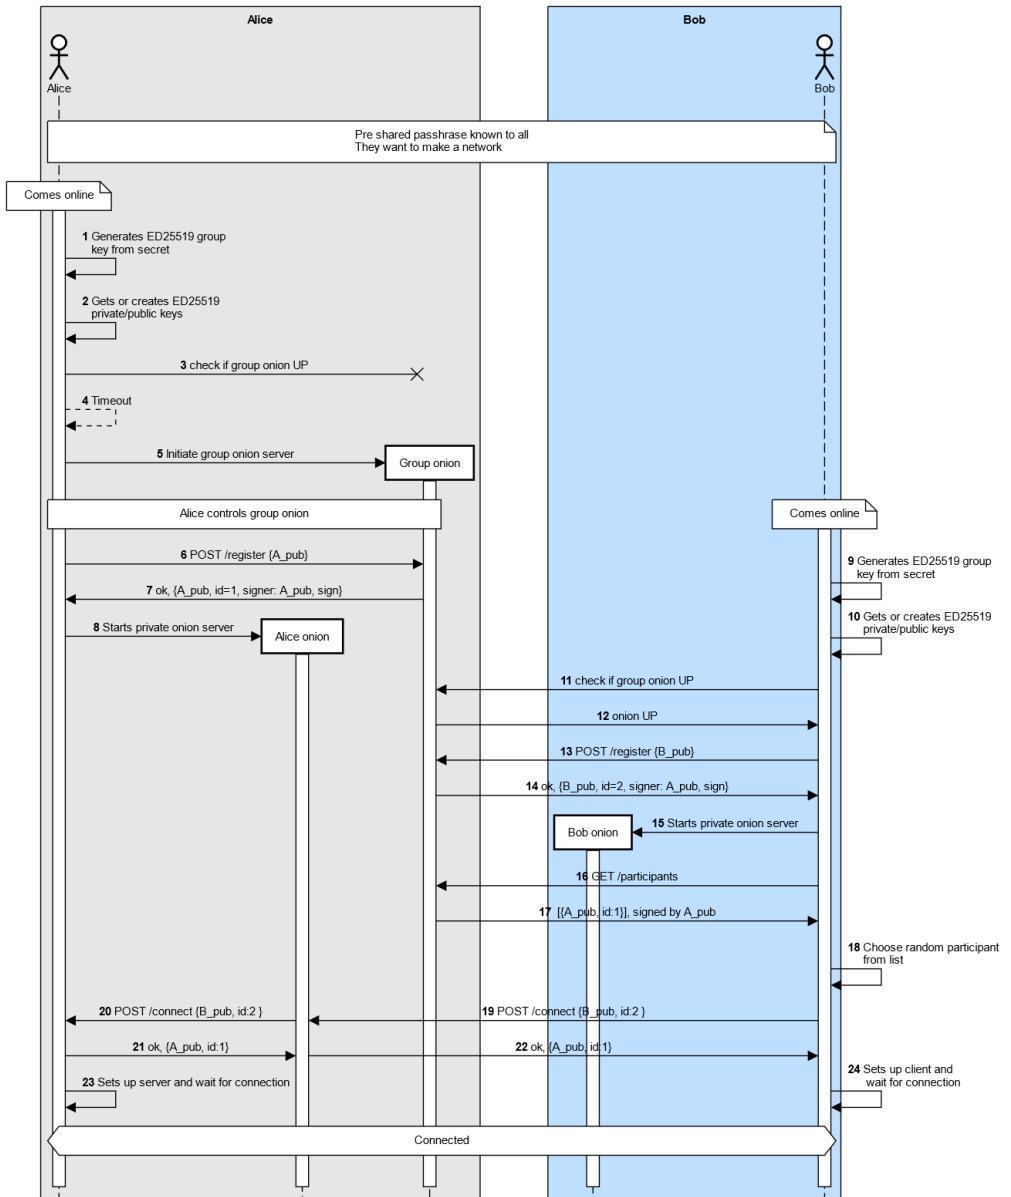 Alice
Bob
Alice
Bob
Pre shared passhrase known to all
They want to make a network
Comes online
1 Generates ED25519 group
key from secret
2 Gets or creates ED25519
private/public keys
3 check if group onion UP
4 Timeout
5 Initiate group onion server
Group onion
Alice controls group onion
Comes online
6 POST /register {A_pub}
9 Generates ED25519 group
key from secret
7 ok, {A_pub, id=1, signer: A_pub, sign}
10 Gets or creates ED25519
private/public keys
8 Starts private onion server
Alice onion
11 check if group onion UP
12 onion UP
13 POST /register {B_pub}
14 ok, {B_pub, id=2, signer: A_pub, sign}
15 Starts private onion server
Bob onion
16 GET /participants
17 [{A_pub, id:1}], signed by A_pub
18 Choose random participant
from list
20 POST /connect {B_pub, id:2 }
19 POST /connect {B_pub, id:2 }
21 ok, {A_pub, id:1}
22 ok, {A_pub, id:1}
23 Sets up server and wait for connection
24 Sets up client and
wait for connection
Connected